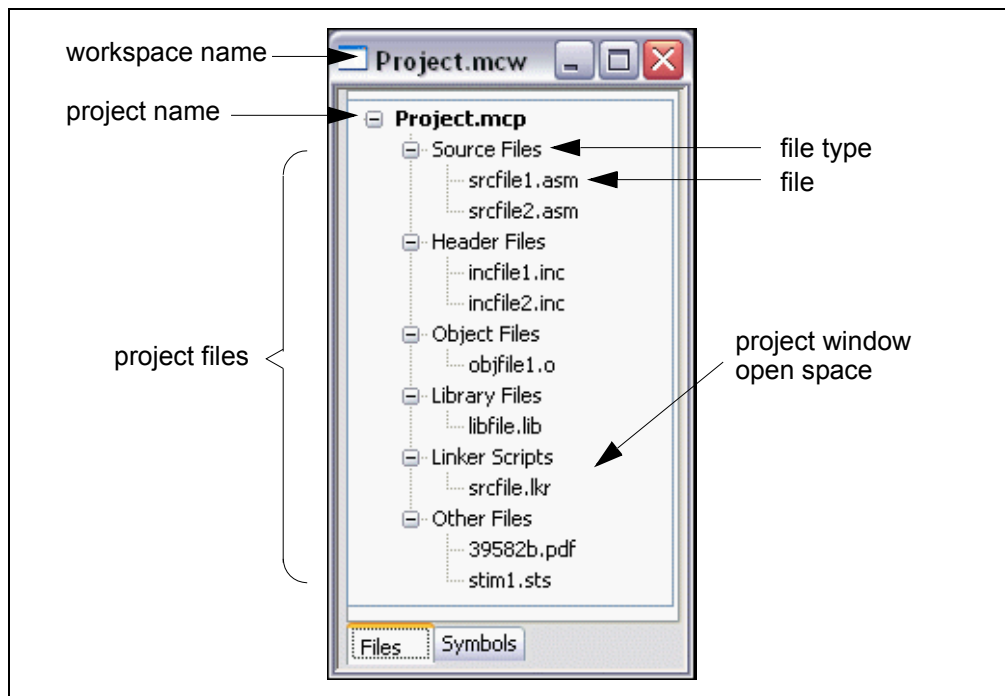 workspace name
Project.mcw
project name
Project.mcp
Source Files
file type
srcfile1.asm
file
srcfile2.asm
Header Files
incfile1.inc
incfile2.inc
Object Files
objfile1.o
project files
project window
open space
Library Files
libfile.lib
Linker Scripts
srcfile.lkr
Other Files
39582b.pdf
stim1.sts
Files
Symbols